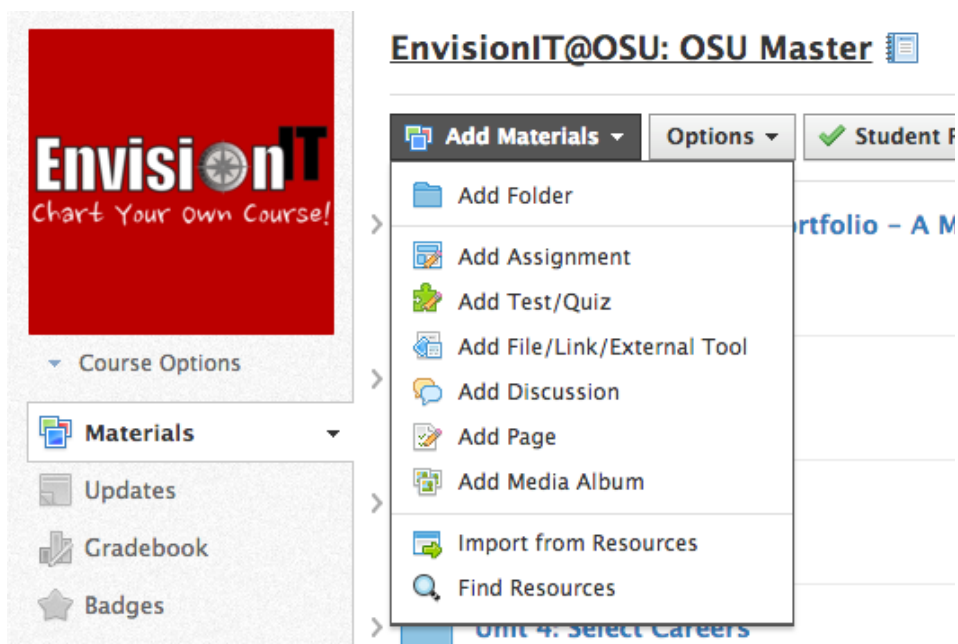 EnvisionIT
Chart Your Own Course!
Course Options
Materials
Updates
Gradebook
Badges
EnvisionIT@OSU: OSU Master
Add Materials
Options
Student
Add Folder
Add Assignment
Add Test/Quiz
Add File/Link/External Tool
Add Discussion
Add Page
Add Media Album
Import from Resources
Find Resources
rtfolio – A M
Unit 4: Select Careers